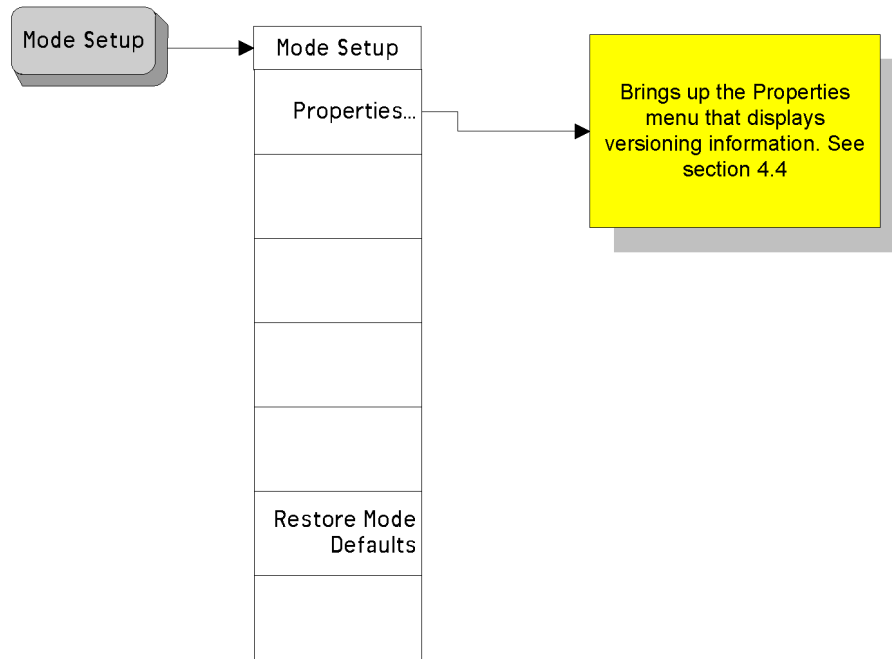 Mode Setup
Mode Setup
Properties...
Brings up the Properties
menu that displays
versioning information. See
section 4.4
Restore Mode
Defaults